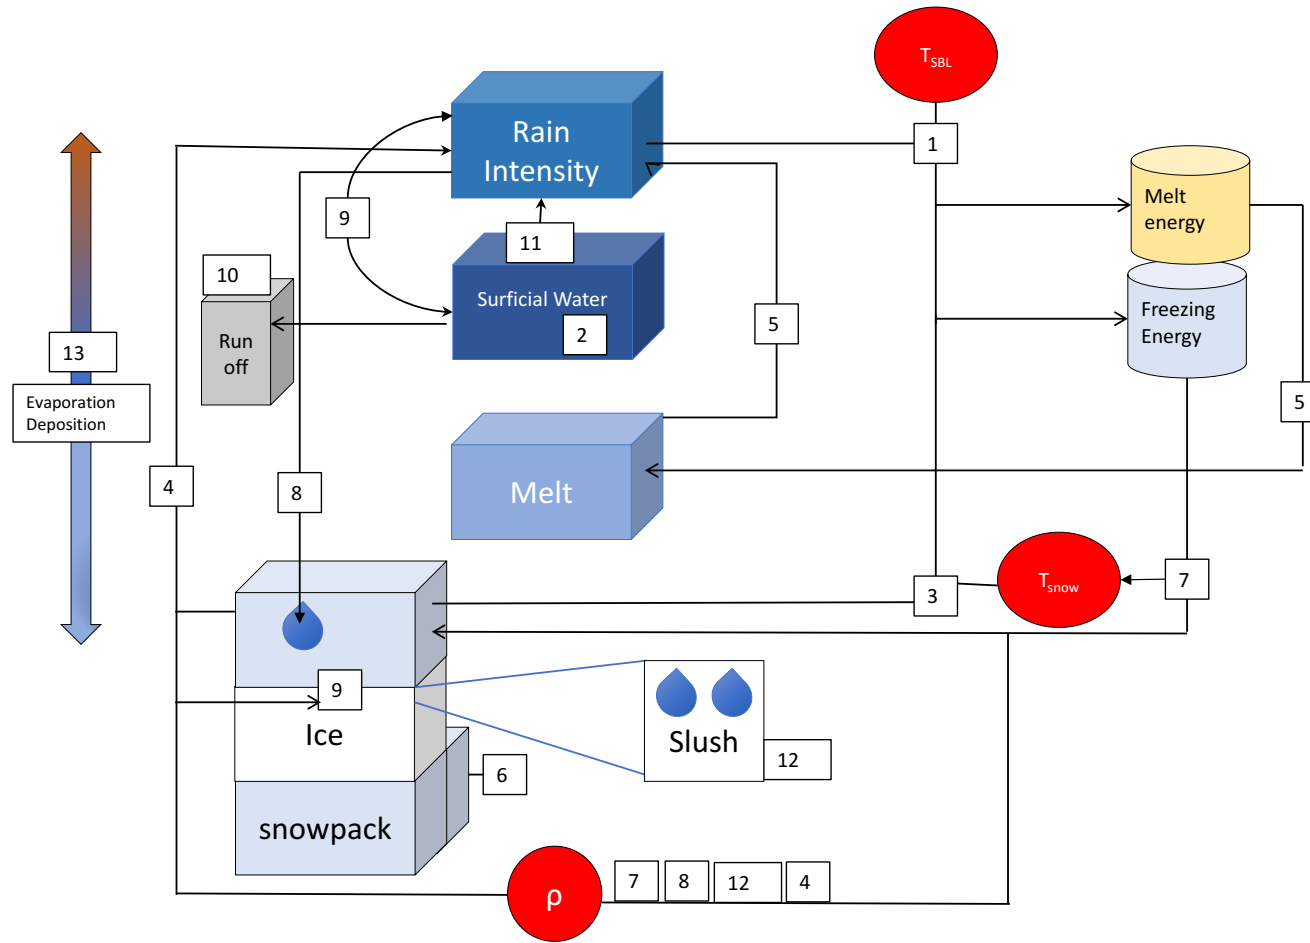 T_SBL
Rain
Intensity
1
Melt
energy
9
11
10
Surficial Water
2
Run
off
5
Freezing
Energy
13
Evaporation
Deposition
5
4
8
Melt
3
T_snow
7
9
Ice
Slush
12
6
snowpack
ρ
7
8
12
4